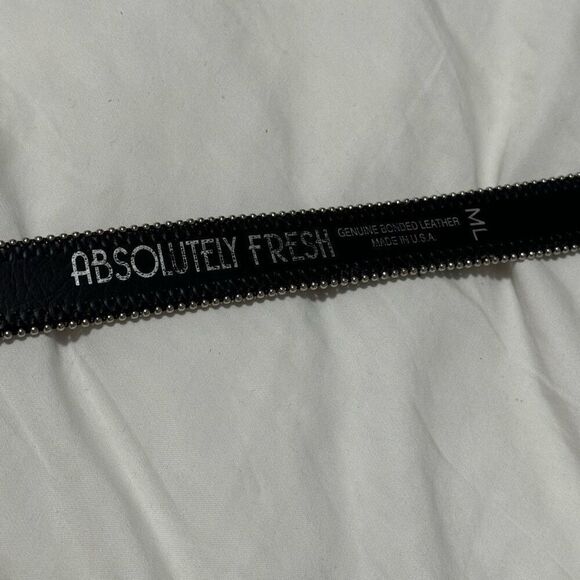 ABSOLUTELY FRESH
GENUINE BONDED LEATHER
MADE IN U.S.A.
ML